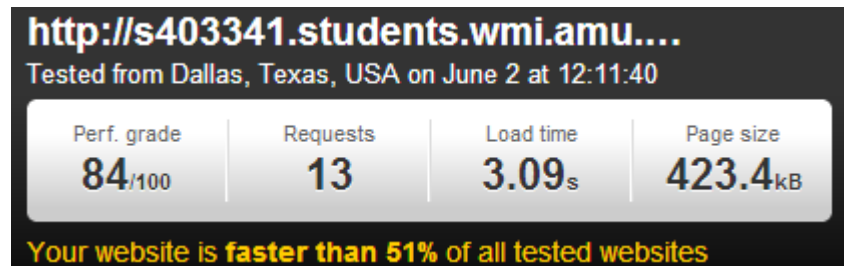 http://s403341.students.wmi.amu....
Tested from Dallas, Texas, USA on June 2 at 12:11:40
Perf. grade Requests Load time Page size
84/100 13 3.09s 423.4kB
Your website is faster than 51% of all tested websites